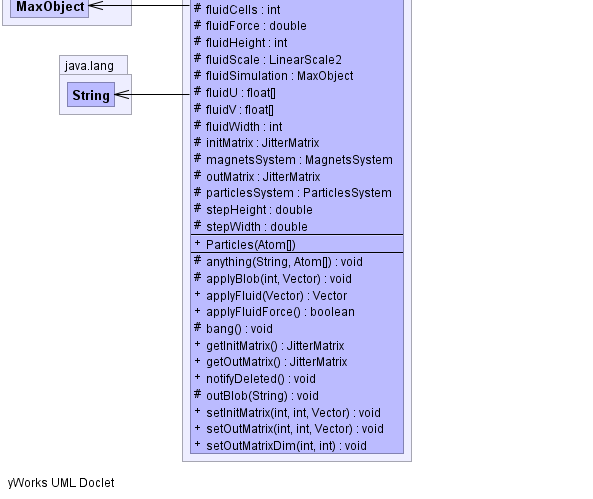 MaxObject
java.lang
String
# fluidCells : int
# fluidForce : double
# fluidHeight : int
# fluidScale : LinearScale2
# fluidSimulation : MaxObject
# fluidU : float[]
# fluidV : float[]
# fluidWidth : int
# initMatrix : JitterMatrix
# magnetsSystem : MagnetsSystem
# outMatrix : JitterMatrix
# particlesSystem : ParticlesSystem
# stepHeight : double
# stepWidth : double
+ Particles(Atom[])
# anything(String, Atom[]) : void
# applyBlob(int, Vector) : void
+ applyFluid(Vector) : Vector
+ applyFluidForce() : boolean
# bang() : void
+ getInitMatrix() : JitterMatrix
+ getOutMatrix() : JitterMatrix
+ notifyDeleted() : void
# outBlob(String) : void
+ setInitMatrix(int, int, Vector) : void
+ setOutMatrix(int, int, Vector) : void
+ setOutMatrixDim(int, int) : void
yWorks UML Doclet